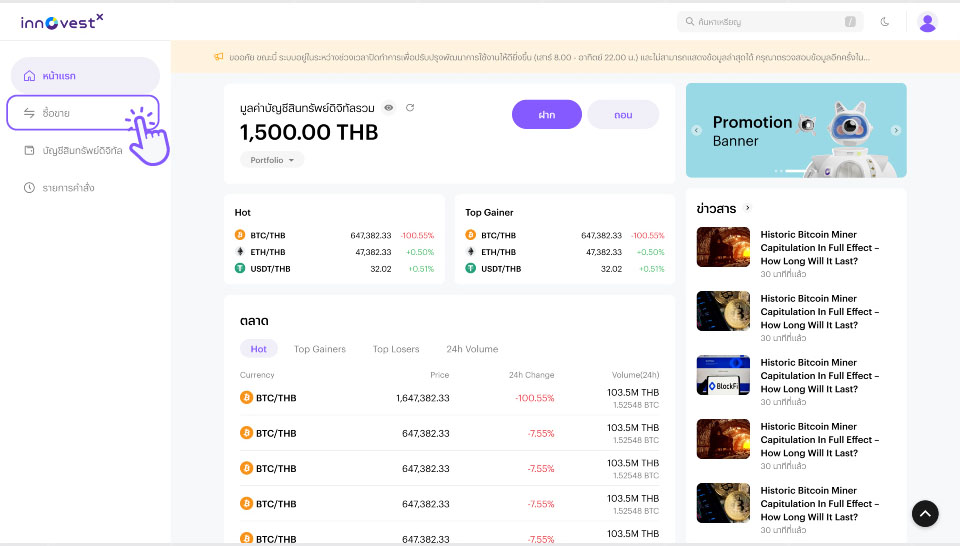 innovestx
ค้นหาเหรียญ
/
หน้าแรก
ซื้อขาย
บัญชีสินทรัพย์ดิจิทัล
รายการคำสั่ง
ขออภัย ขณะนี้ ระบบอยู่ในระหว่างช่วงเวลาปิดทำการเพื่อปรับปรุงพัฒนาการใช้งานให้ดียิ่งขึ้น (เสาร์ 8.00 - อาทิตย์ 22.00 น.) และไม่สามารถแสดงข้อมูลล่าสุดได้ กรุณาตรวจสอบข้อมูลอีกครั้งใน...
มูลค่าบัญชีสินทรัพย์ดิจิทัลรวม
1,500.00 THB
Portfolio
ฝาก
ถอน
Promotion
Banner
Hot
BTC/THB 647,382.33 -100.55%
ETH/THB 47,382.33 +0.50%
USDT/THB 32.02 +0.51%
Top Gainer
BTC/THB 647,382.33 -100.55%
ETH/THB 47,382.33 +0.50%
USDT/THB 32.02 +0.51%
ตลาด
Hot Top Gainers Top Losers 24h Volume
Currency Price 24h Change Volume(24h)
BTC/THB 1,647,382.33 -100.55% 103.5M THB
1.52548 BTC
BTC/THB 647,382.33 -7.55% 103.5M THB
1.52548 BTC
BTC/THB 647,382.33 -7.55% 103.5M THB
1.52548 BTC
BTC/THB 647,382.33 -7.55% 103.5M THB
1.52548 BTC
BTC/THB 647,382.33 -7.55% 103.5M THB
ข่าวสาร
Historic Bitcoin Miner
Capitulation In Full Effect –
How Long Will It Last?
30 นาทีที่แล้ว
Historic Bitcoin Miner
Capitulation In Full Effect –
How Long Will It Last?
30 นาทีที่แล้ว
BlockFi
Historic Bitcoin Miner
Capitulation In Full Effect –
How Long Will It Last?
30 นาทีที่แล้ว
Historic Bitcoin Miner
Capitulation In Full Effect –
How Long Will It Last?
30 นาทีที่แล้ว
Historic Bitcoin Miner
Capitulation In Full Effect –
How Long Will It Last?
30 นาทีที่แล้ว